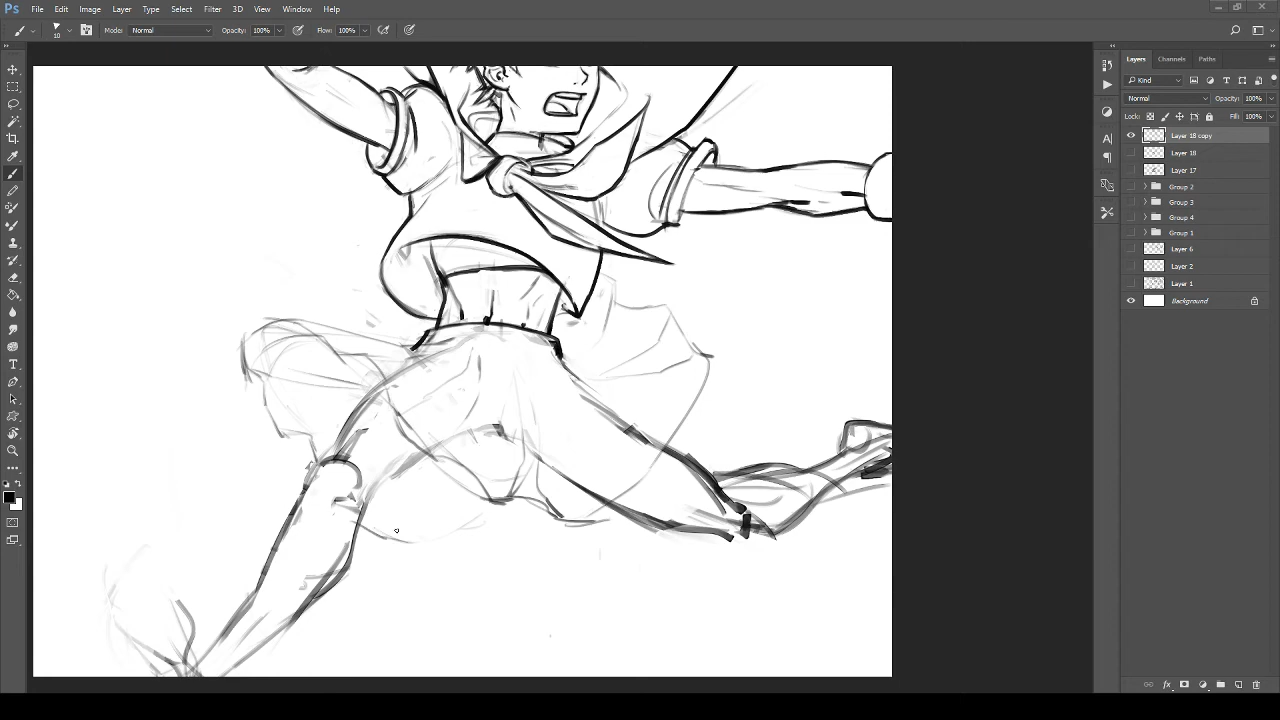 Ps File Edit Image Layer Type Select Filter 3D View Window Help
10 Mode: Normal Opacity: 100% Flow: 100%
Layers Channels Paths
Kind
Normal Opacity: 100%
Lock: Fill: 100%
Layer 18 copy
Layer 18
Layer 17
Group 2
Group 3
Group 4
Group 1
Layer 6
Layer 2
Layer 1
Background
fx